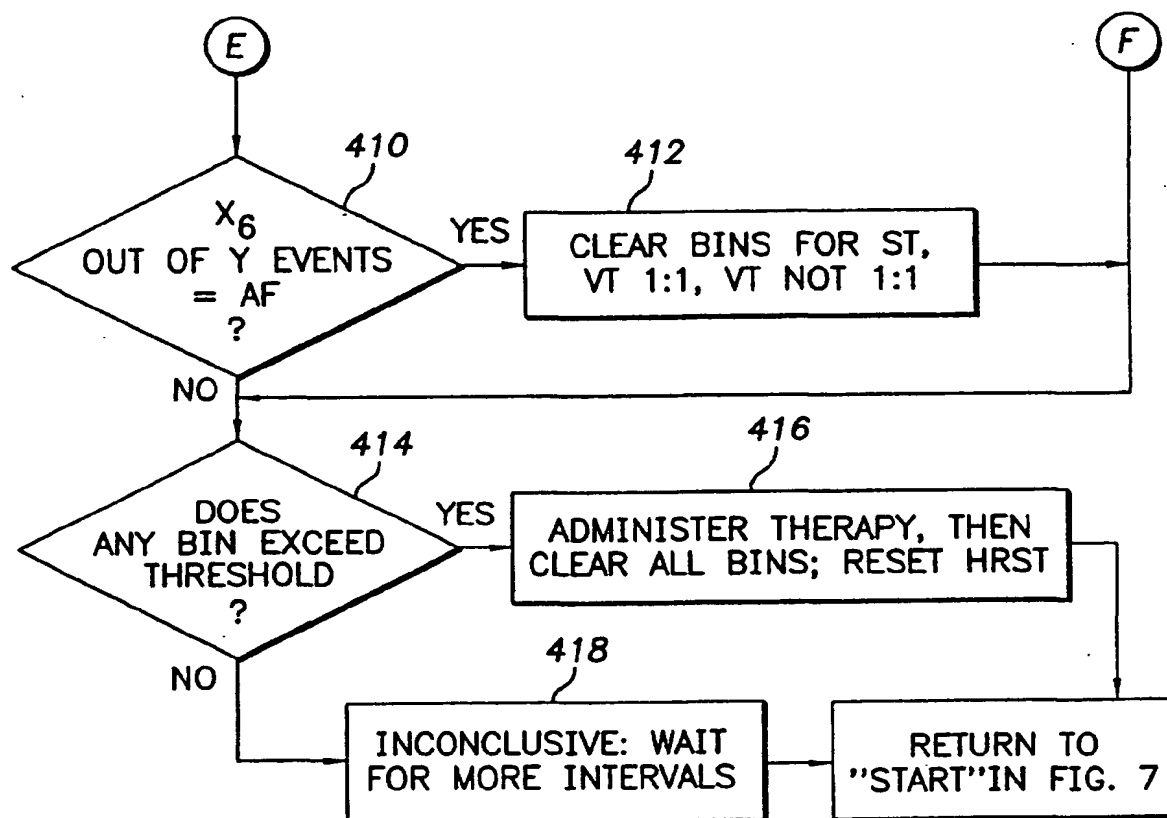 E
F
410
X6
OUT OF Y EVENTS
= AF
?
YES
412
CLEAR BINS FOR ST,
VT 1:1, VT NOT 1:1
NO
414
DOES
ANY BIN EXCEED
THRESHOLD
?
YES
416
ADMINISTER THERAPY, THEN
CLEAR ALL BINS; RESET HRST
NO
418
INCONCLUSIVE: WAIT
FOR MORE INTERVALS
RETURN TO
"START"IN FIG. 7